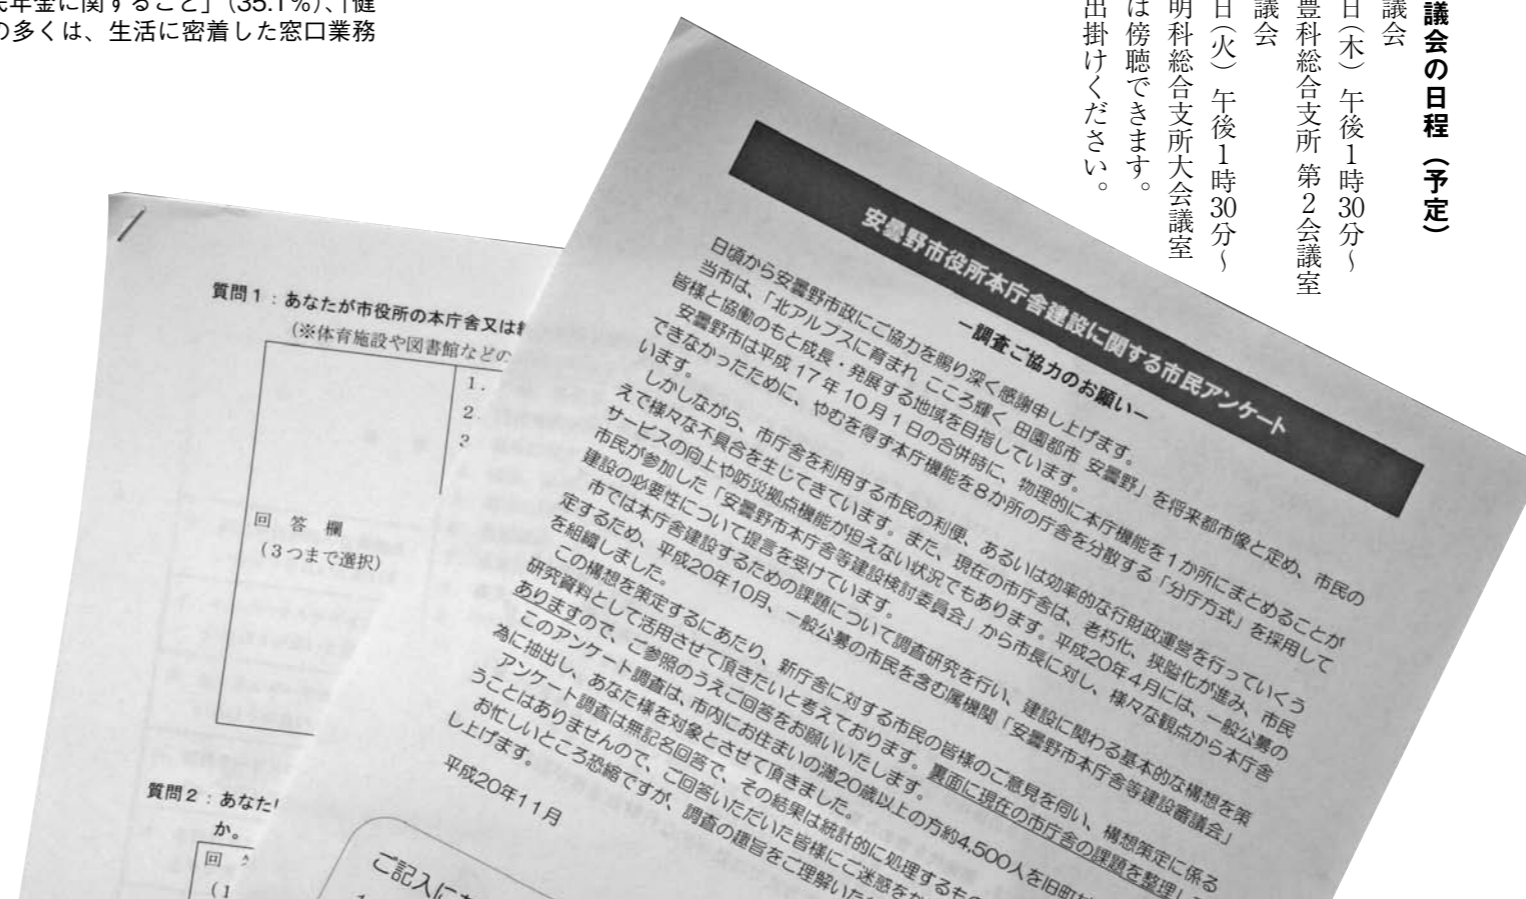 民年金に関すること」（35.1％）、「健
の多くは、生活に密着した窓口業務
議会の日程（予定）
議会
日（木）午後１時30分～
豊科総合支所 第２会議室
議会
日（火）午後１時30分～
明科総合支所大会議室
は傍聴できます。
出掛けください。
安曇野市役所本庁舎建設に関する市民アンケート
―調査ご協力のお願い―
日頃から安曇野市政にご協力を賜り深く感謝申し上げます。
当市は、「北アルプスに育まれ こころ輝く 田園都市 安曇野」を将来都市像と定め、市民の
皆様と協働のもと成長・発展する地域を目指しています。
安曇野市は平成 17 年 10 月 1 日の合併時に、物理的に本庁機能を１か所にまとめることが
できなかったために、やむを得ず本庁機能を８か所の庁舎を分散する「分庁方式」を採用して
います。
しかしながら、市庁舎を利用する市民の利便、あるいは効率的な行財政運営を行っていくう
えで様々な不具合を生じてきています。また、現在の市庁舎は、老朽化、狭隘化が進み、市民
サービスの向上や防災拠点機能が担えない状況でもあります。平成20年４月には、一般公募の
市民が参加した「安曇野市本庁舎等建設検討委員会」から市長に対し、様々な観点から本庁舎
建設の必要性について提言を受けています。
市では本庁舎建設するための課題について調査研究を行い、建設に関わる基本的な構想を策
定するため、平成20年10月、一般公募の市民を含む属機関「安曇野市本庁舎等建設審議会」
を組織しました。
この構想を策定するにあたり、新庁舎に対する市民の皆様のご意見を伺い、構想策定に係る
研究資料として活用させて頂きたいと考えております。裏面に現在の市庁舎の課題を整理し
ありますので、ご参照のうえご回答をお願いいたします。
このアンケート調査は、市内にお住まいの満20歳以上の方約4,500人を旧町
為に抽出し、あなた様を対象とさせて頂きました。
アンケート調査は無記名回答で、その結果は統計的に処理するもの
うことはありませんので、ご回答いただいた皆様にご迷惑を
お忙しいところ恐縮ですが、調査の趣旨をご理解いた
し上げます。
平成20年11月
ご記入に
質問１：あなたが市役所の本庁舎又は
（※体育施設や図書館などの
1.
2.
回 答 欄
（３つまで選択）
質問２：あなた
か。
回
（1